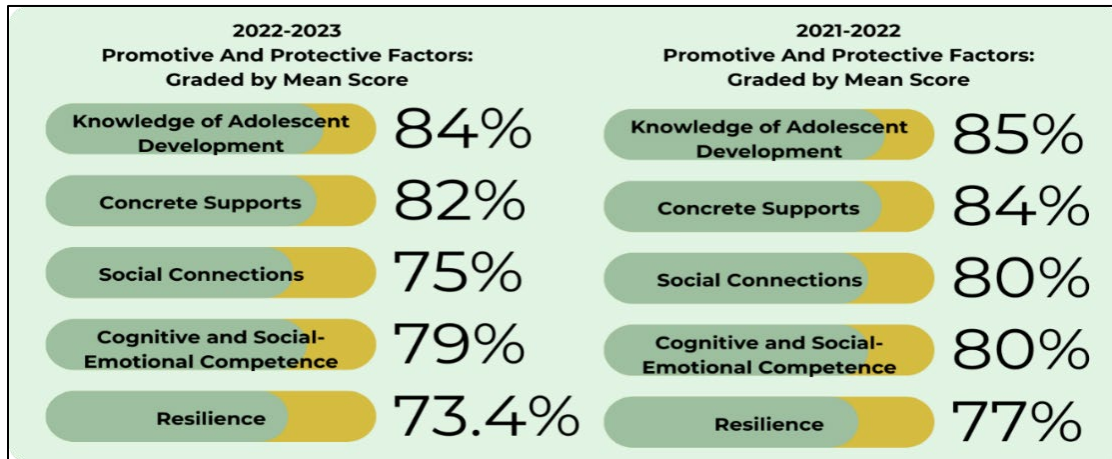 2022-2023
Promotive And Protective Factors:
Graded by Mean Score
Knowledge of Adolescent
Development
84%
Concrete Supports
82%
Social Connections
75%
Cognitive and Social-
Emotional Competence
79%
Resilience
73.4%
2021-2022
Promotive And Protective Factors:
Graded by Mean Score
Knowledge of Adolescent
Development
85%
Concrete Supports
84%
Social Connections
80%
Cognitive and Social-
Emotional Competence
80%
Resilience
77%